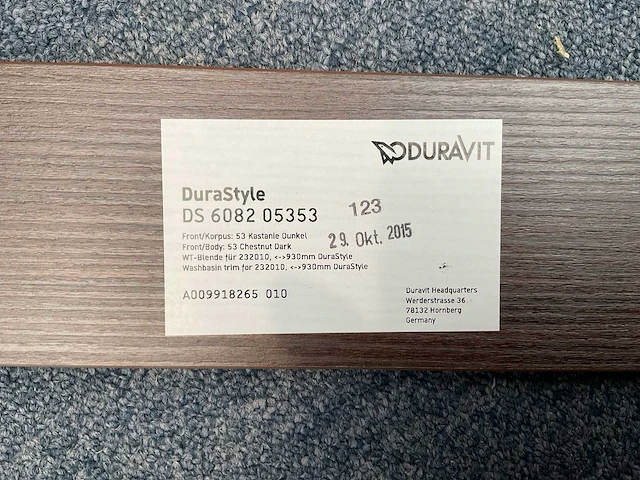 DURAVIT
DuraStyle
DS 6082 05353
123
Front/Korpus: 53 Kastanie Dunkel
Front/Body: 53 Chestnut Dark
29. Okt. 2015
WT-Blende für 232010, <->930mm DuraStyle
Washbasin trim for 232010, <->930mm DuraStyle
A009918265 010
Duravit Headquarters
Werderstrasse 36
78132 Hornberg
Germany